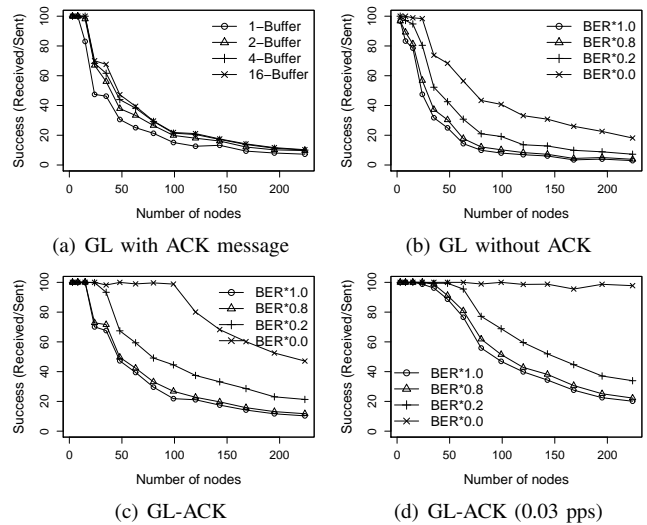 Success (Received/Sent)
0 20 40 60 80 100
1−Buffer
2−Buffer
4−Buffer
16−Buffer
0 50 100 150 200
Number of nodes
(a) GL with ACK message
Success (Received/Sent)
0 20 40 60 80 100
BER*1.0
BER*0.8
BER*0.2
BER*0.0
0 50 100 150 200
Number of nodes
(b) GL without ACK
Success (Received/Sent)
0 20 40 60 80 100
BER*1.0
BER*0.8
BER*0.2
BER*0.0
0 50 100 150 200
Number of nodes
(c) GL-ACK
Success (Received/Sent)
0 20 40 60 80 100
BER*1.0
BER*0.8
BER*0.2
BER*0.0
0 50 100 150 200
Number of nodes
(d) GL-ACK (0.03 pps)